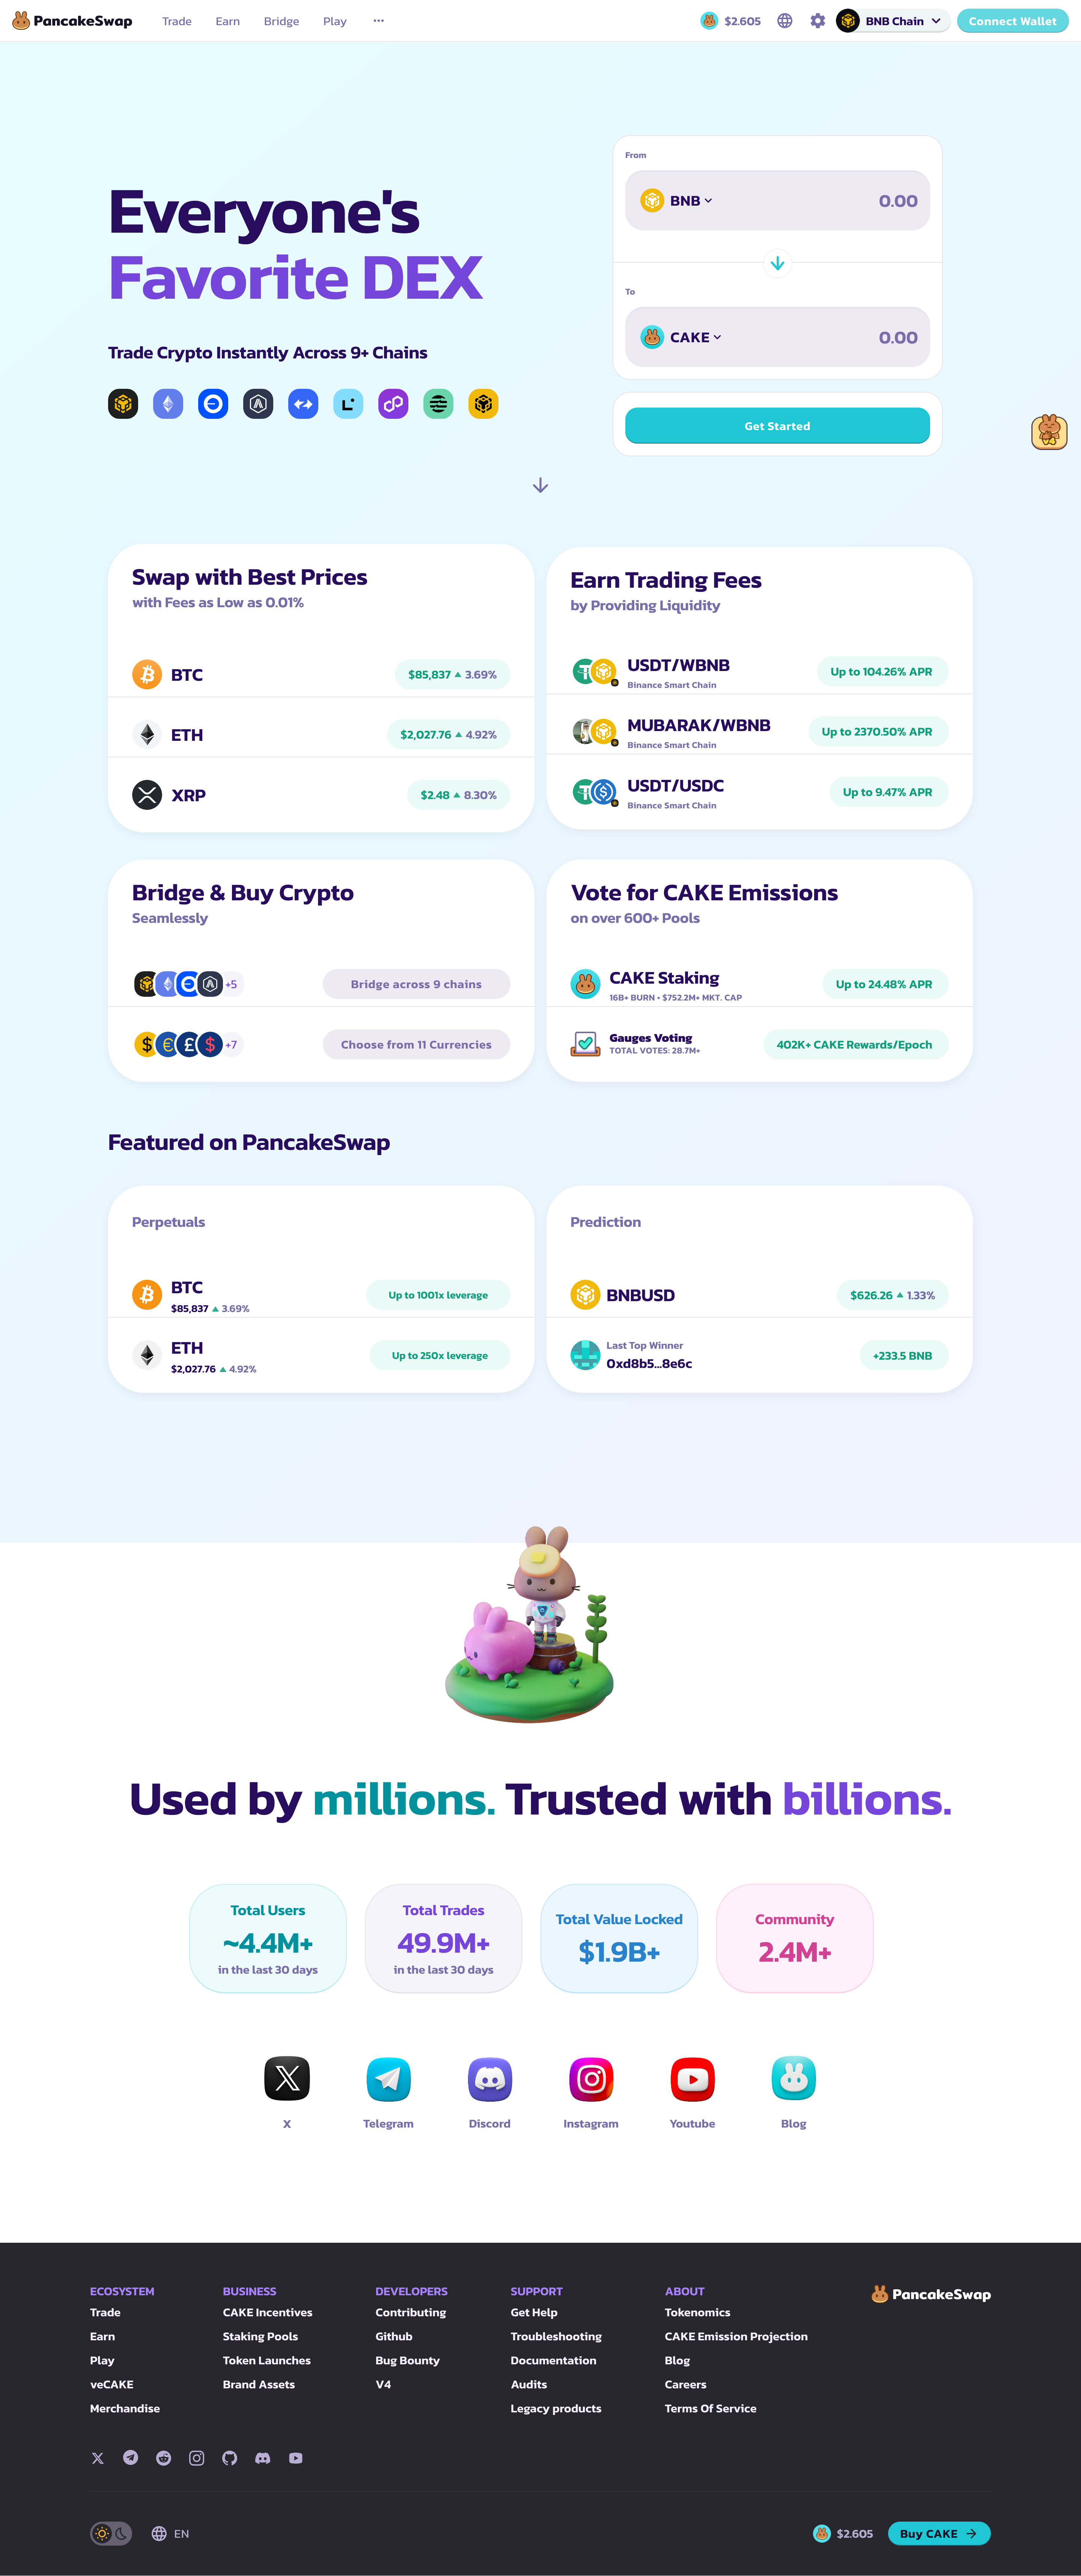 PancakeSwap
Trade Earn Bridge Play
$2.605
BNB Chain
Connect Wallet
Everyone's
Favorite DEX
Trade Crypto Instantly Across 9+ Chains
From
BNB 0.00
To
CAKE 0.00
Get Started
Swap with Best Prices
with Fees as Low as 0.01%
BTC $85,837 3.69%
ETH $2,027.76 4.92%
XRP $2.48 8.30%
Earn Trading Fees
by Providing Liquidity
USDT/WBNB
Binance Smart Chain
Up to 104.26% APR
MUBARAK/WBNB
Binance Smart Chain
Up to 2370.50% APR
USDT/USDC
Binance Smart Chain
Up to 9.47% APR
Bridge & Buy Crypto
Seamlessly
+5 Bridge across 9 chains
+7 Choose from 11 Currencies
Vote for CAKE Emissions
on over 600+ Pools
CAKE Staking
16B+ BURN • $752.2M+ MKT. CAP
Up to 24.48% APR
Gauges Voting
TOTAL VOTES: 28.7M+
402K+ CAKE Rewards/Epoch
Featured on PancakeSwap
Perpetuals
BTC
$85,837 3.69%
Up to 1001x leverage
ETH
$2,027.76 4.92%
Up to 250x leverage
Prediction
BNBUSD $626.26 1.33%
Last Top Winner
0xd8b5...8e6c
+233.5 BNB
Used by millions. Trusted with billions.
Total Users
~4.4M+
in the last 30 days
Total Trades
49.9M+
in the last 30 days
Total Value Locked
$1.9B+
Community
2.4M+
X Telegram Discord Instagram Youtube Blog
ECOSYSTEM
Trade
Earn
Play
veCAKE
Merchandise
BUSINESS
CAKE Incentives
Staking Pools
Token Launches
Brand Assets
DEVELOPERS
Contributing
Github
Bug Bounty
V4
SUPPORT
Get Help
Troubleshooting
Documentation
Audits
Legacy products
ABOUT
Tokenomics
CAKE Emission Projection
Blog
Careers
Terms Of Service
PancakeSwap
EN
$2.605
Buy CAKE